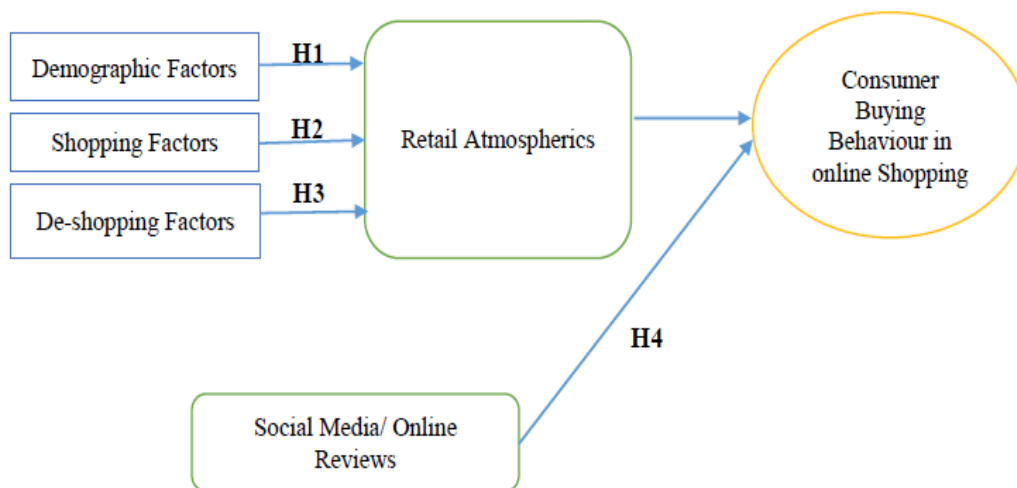 Demographic Factors
H1
Shopping Factors
H2
De-shopping Factors
H3
Retail Atmospherics
Consumer
Buying
Behaviour in
online Shopping
H4
Social Media/ Online
Reviews